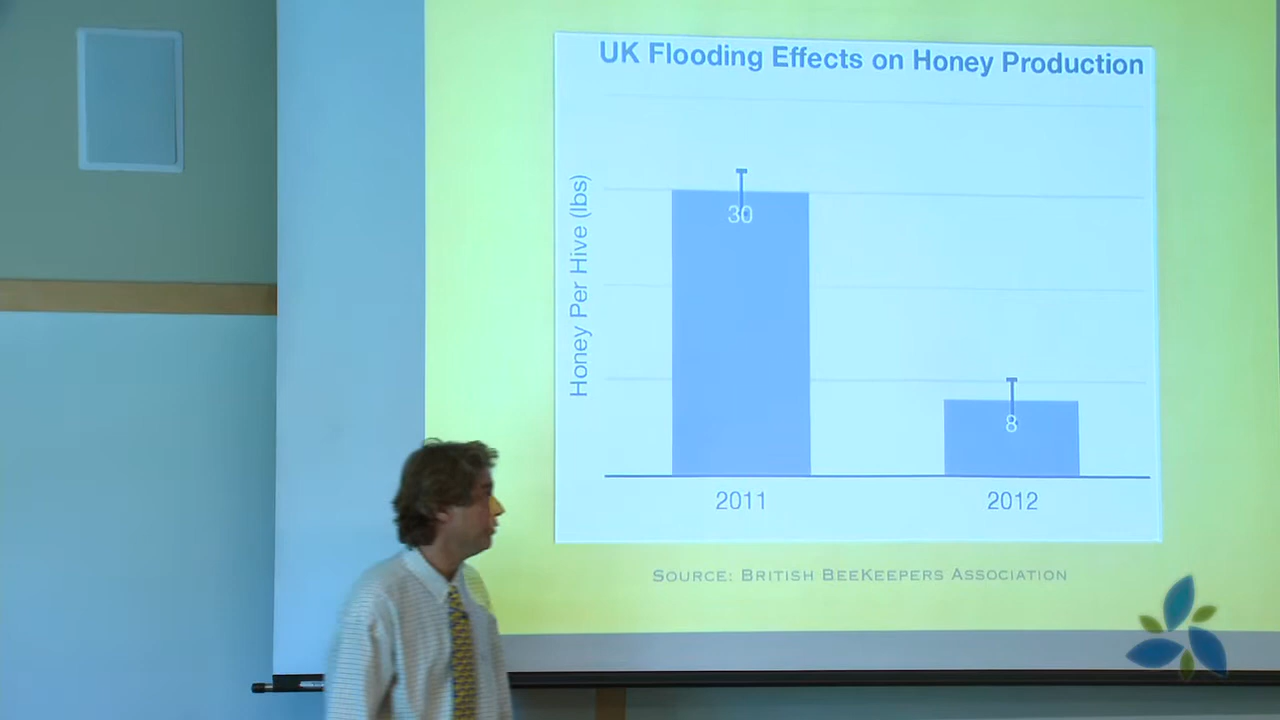 UK Flooding Effects on Honey Production
Honey Per Hive (lbs)
30
8
2011
2012
SOURCE: BRITISH BEEKEEPERS ASSOCIATION